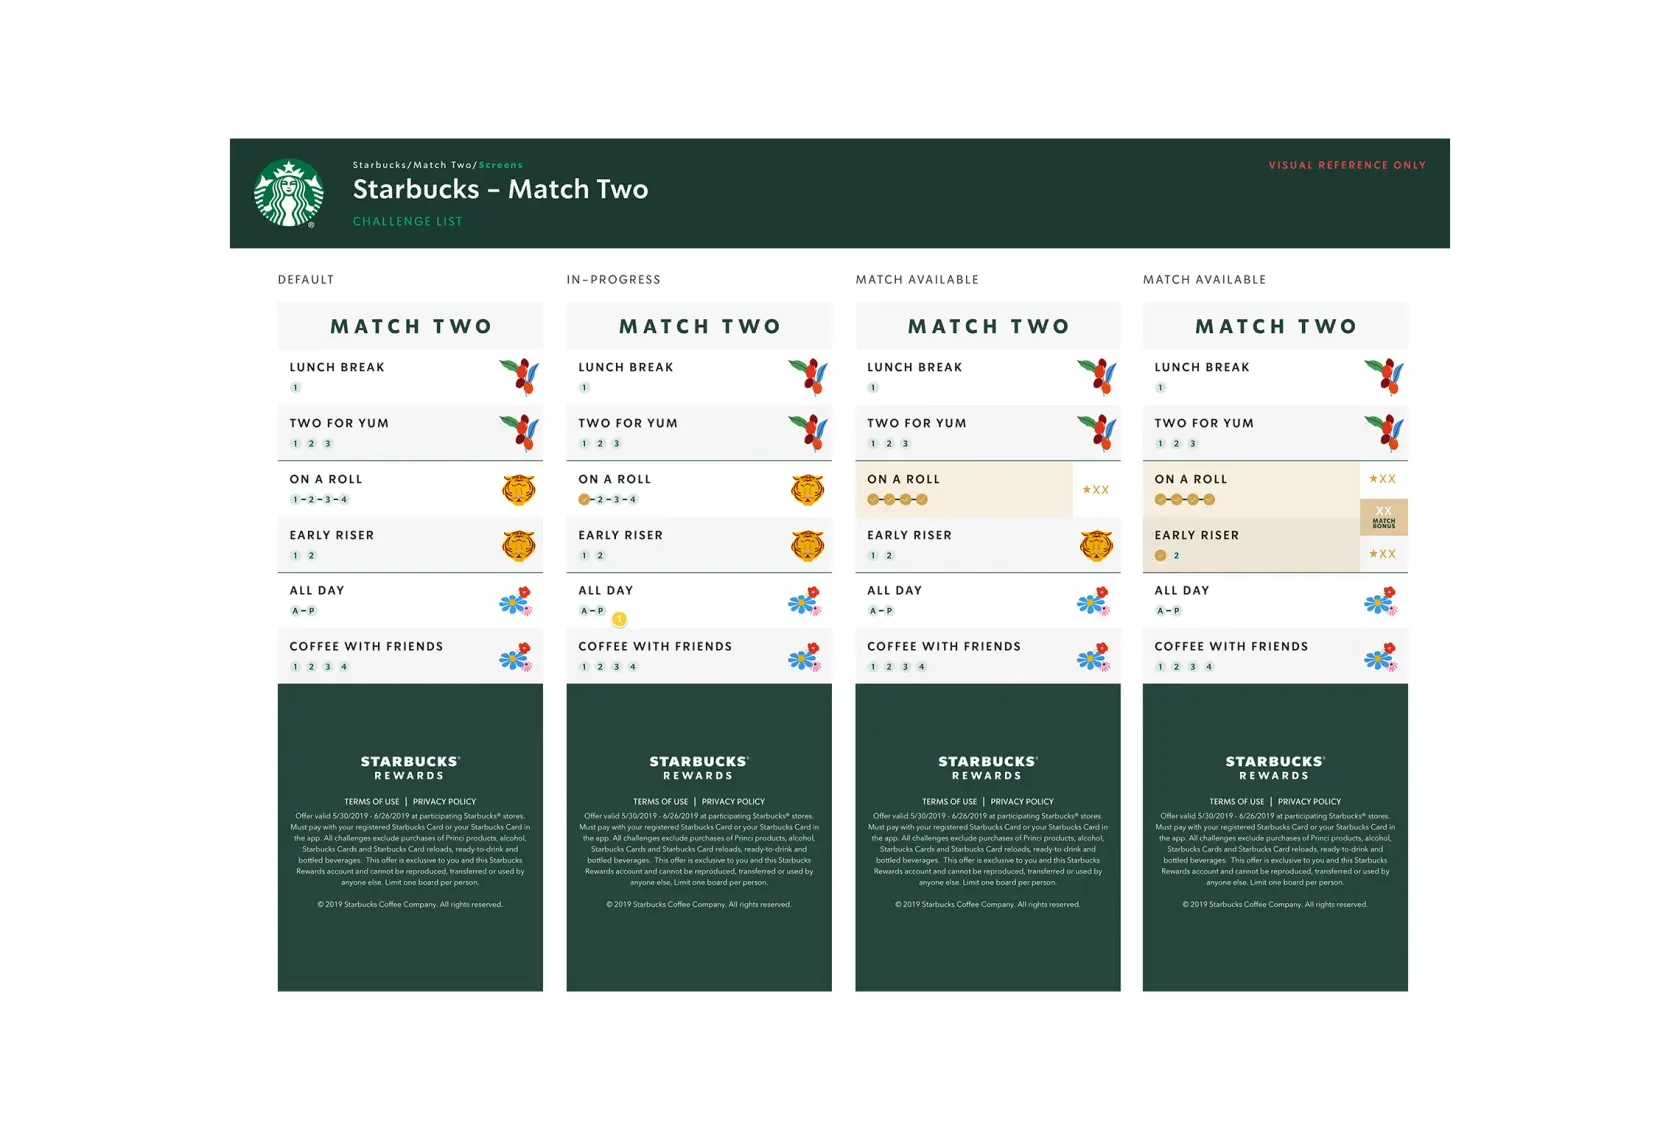 Starbucks/Match Two/Screens
Starbucks – Match Two
CHALLENGE LIST
VISUAL REFERENCE ONLY
DEFAULT
MATCH TWO
LUNCH BREAK
1
TWO FOR YUM
1 2 3
ON A ROLL
1–2–3–4
EARLY RISER
1 2
ALL DAY
A–P
COFFEE WITH FRIENDS
1 2 3 4
STARBUCKS®
REWARDS
TERMS OF USE | PRIVACY POLICY
Offer valid 5/30/2019 - 6/26/2019 at participating Starbucks® stores.
Must pay with your registered Starbucks Card or your Starbucks Card in
the app. All challenges exclude purchases of Princi products, alcohol,
Starbucks Cards and Starbucks Card reloads, ready-to-drink and
bottled beverages. This offer is exclusive to you and this Starbucks
Rewards account and cannot be reproduced, transferred or used by
anyone else. Limit one board per person.
© 2019 Starbucks Coffee Company. All rights reserved.
IN-PROGRESS
MATCH TWO
LUNCH BREAK
1
TWO FOR YUM
1 2 3
ON A ROLL
–2–3–4
EARLY RISER
1 2
ALL DAY
A–P
1
COFFEE WITH FRIENDS
1 2 3 4
STARBUCKS®
REWARDS
TERMS OF USE | PRIVACY POLICY
Offer valid 5/30/2019 - 6/26/2019 at participating Starbucks® stores.
Must pay with your registered Starbucks Card or your Starbucks Card in
the app. All challenges exclude purchases of Princi products, alcohol,
Starbucks Cards and Starbucks Card reloads, ready-to-drink and
bottled beverages. This offer is exclusive to you and this Starbucks
Rewards account and cannot be reproduced, transferred or used by
anyone else. Limit one board per person.
© 2019 Starbucks Coffee Company. All rights reserved.
MATCH AVAILABLE
MATCH TWO
LUNCH BREAK
1
TWO FOR YUM
1 2 3
ON A ROLL
★XX
EARLY RISER
1 2
ALL DAY
A–P
COFFEE WITH FRIENDS
1 2 3 4
STARBUCKS®
REWARDS
TERMS OF USE | PRIVACY POLICY
Offer valid 5/30/2019 - 6/26/2019 at participating Starbucks® stores.
Must pay with your registered Starbucks Card or your Starbucks Card in
the app. All challenges exclude purchases of Princi products, alcohol,
Starbucks Cards and Starbucks Card reloads, ready-to-drink and
bottled beverages. This offer is exclusive to you and this Starbucks
Rewards account and cannot be reproduced, transferred or used by
anyone else. Limit one board per person.
© 2019 Starbucks Coffee Company. All rights reserved.
MATCH AVAILABLE
MATCH TWO
LUNCH BREAK
1
TWO FOR YUM
1 2 3
ON A ROLL
★XX
XX
MATCH
BONUS
EARLY RISER
2
★XX
ALL DAY
A–P
COFFEE WITH FRIENDS
1 2 3 4
STARBUCKS®
REWARDS
TERMS OF USE | PRIVACY POLICY
Offer valid 5/30/2019 - 6/26/2019 at participating Starbucks® stores.
Must pay with your registered Starbucks Card or your Starbucks Card in
the app. All challenges exclude purchases of Princi products, alcohol,
Starbucks Cards and Starbucks Card reloads, ready-to-drink and
bottled beverages. This offer is exclusive to you and this Starbucks
Rewards account and cannot be reproduced, transferred or used by
anyone else. Limit one board per person.
© 2019 Starbucks Coffee Company. All rights reserved.